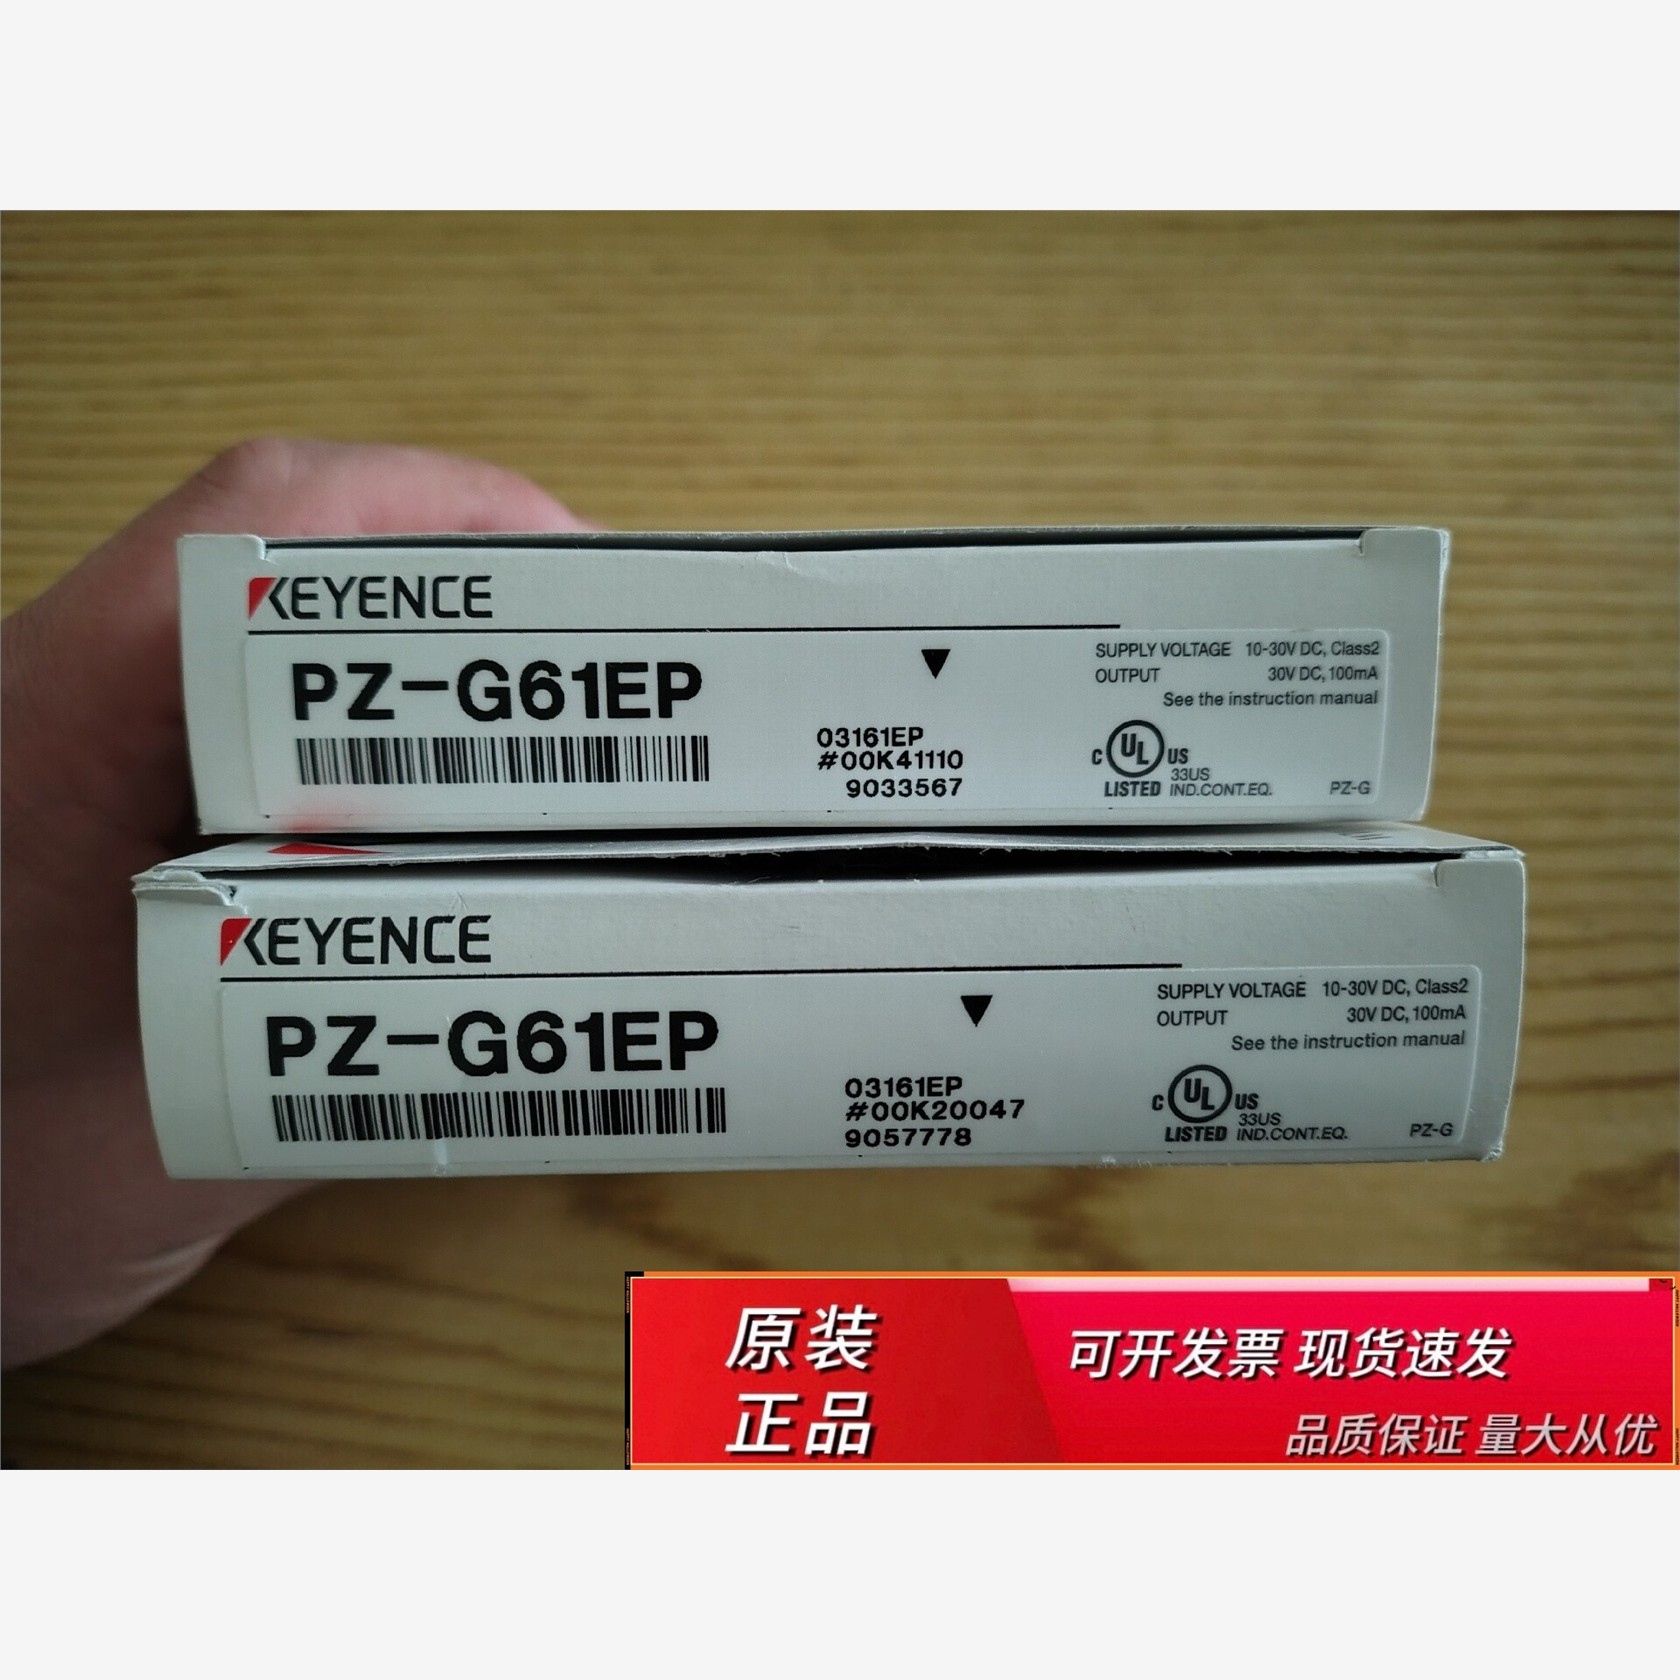 KEYENCE
PZ-G61EP
03161EP
#00K41110
9033567
SUPPLY VOLTAGE 10-30V DC, Class2
OUTPUT 30V DC, 100mA
See the instruction manual
C UL US
33US
LISTED IND.CONT.EQ. PZ-G
KEYENCE
PZ-G61EP
03161EP
#00K20047
9057778
SUPPLY VOLTAGE 10-30V DC, Class2
OUTPUT 30V DC, 100mA
See the instruction manual
C UL US
33US
LISTED IND.CONT.EQ. PZ-G
原装
正品
可开发票 现货速发
品质保证 量大从优